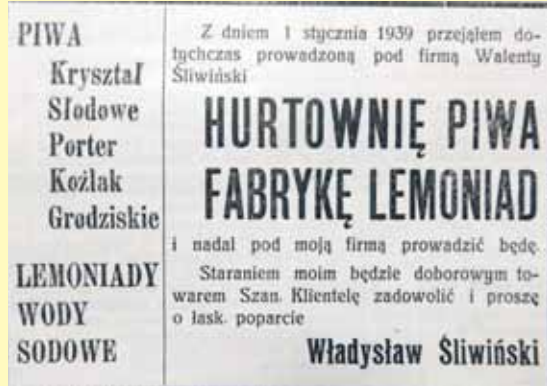 PIWA
Kryształ
Słodowe
Porter
Koźlak
Grodziskie
LEMONIADY
WODY
SODOWE
Z dniem 1 stycznia 1939 przejąłem do-
tychczas prowadzoną pod firmą Walenty
Śliwiński
HURTOWNIĘ PIWA
FABRYKĘ LEMONIAD
i nadal pod moją firmą prowadzić będę.
Staraniem moim będzie doborowym to-
warem Szan. Klientelę zadowolić i proszę
o łask. poparcie
Władysław Śliwiński